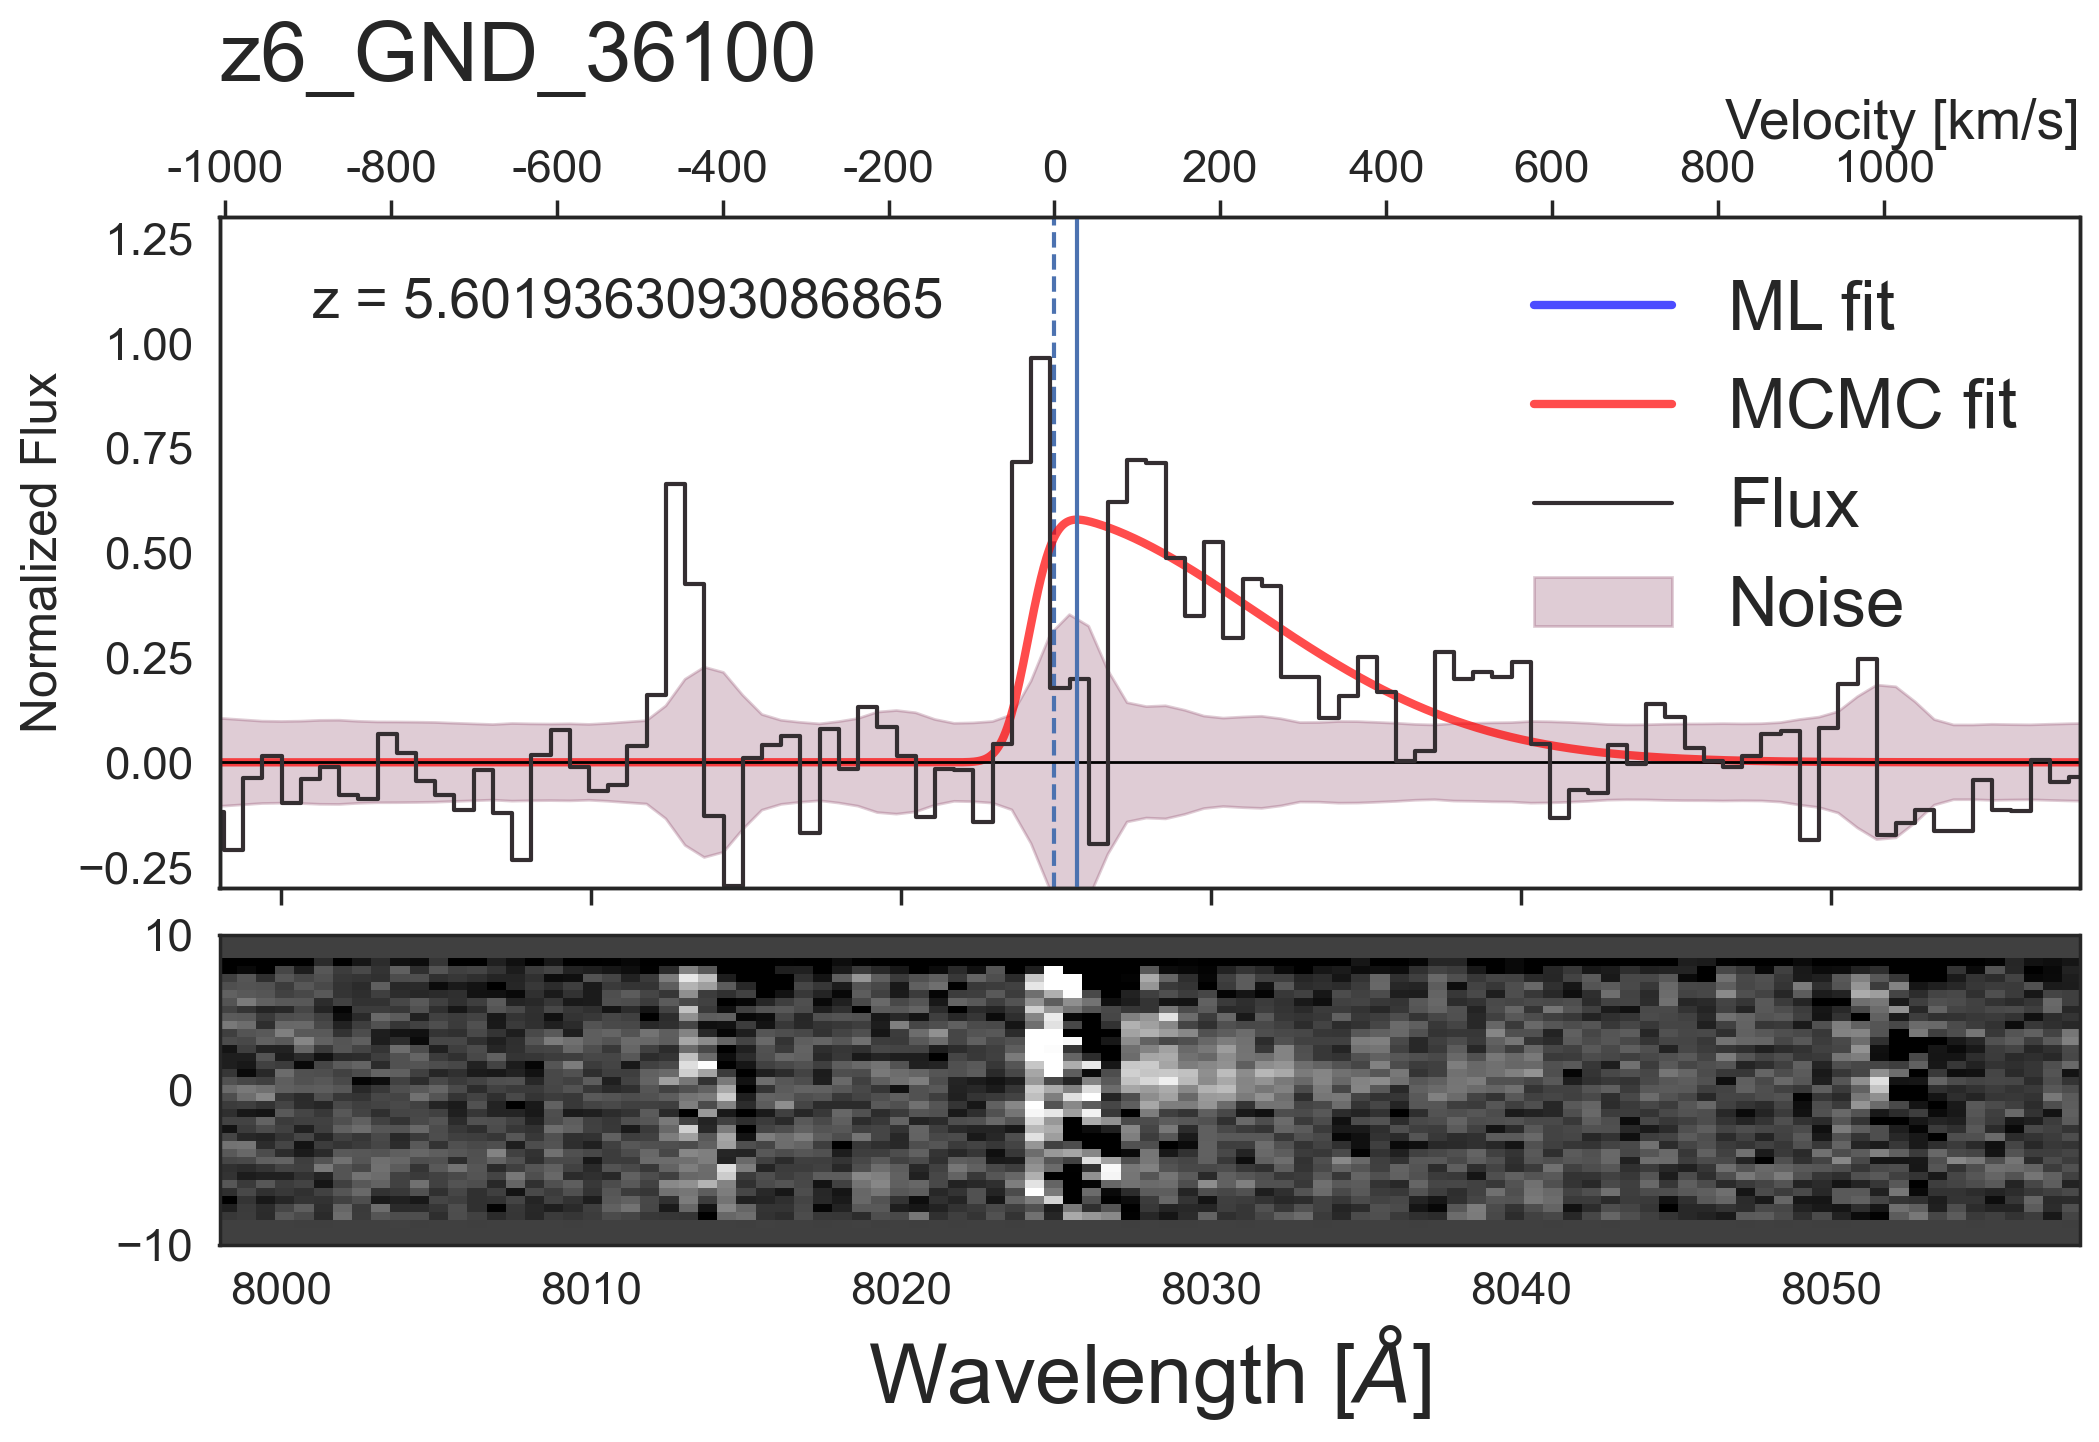 z6_GND_36100
Velocity [km/s]
-1000 -800 -600 -400 -200 0 200 400 600 800 1000
1.25
1.00
0.75
0.50
0.25
0.00
−0.25
Normalized Flux
z = 5.6019363093086865
ML fit
MCMC fit
Flux
Noise
10
0
−10
8000 8010 8020 8030 8040 8050
Wavelength [Å]